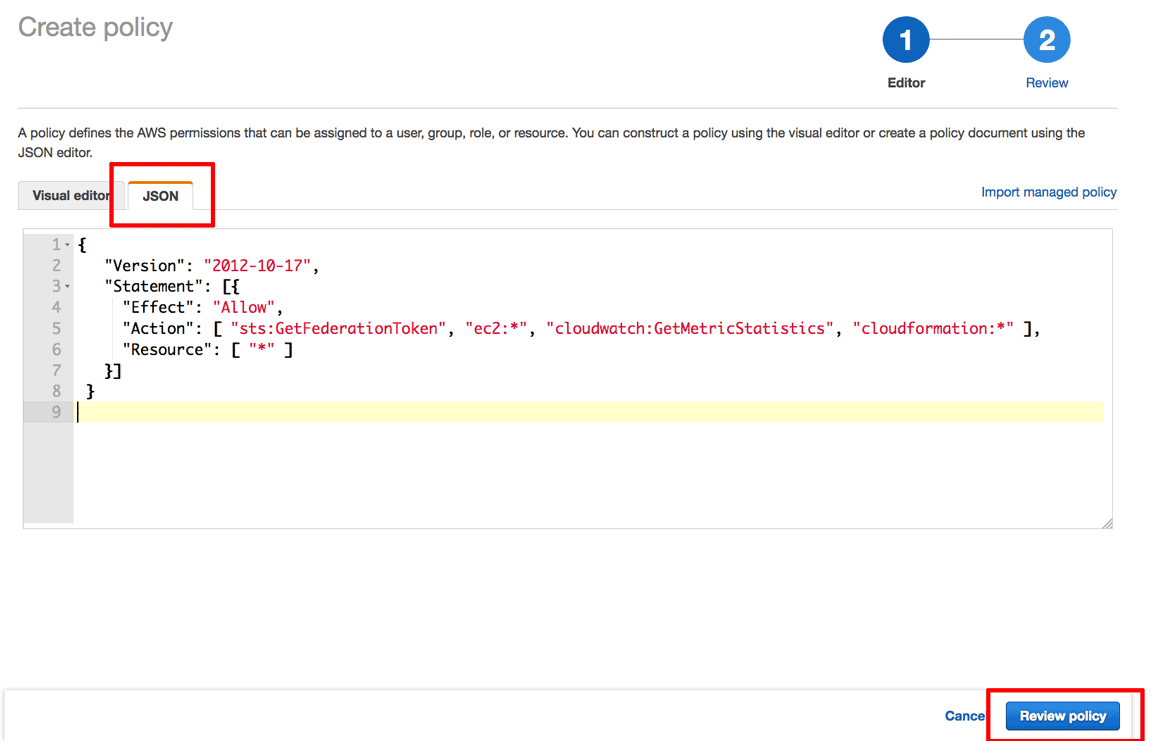 Create policy
1
2
Editor
Review
A policy defines the AWS permissions that can be assigned to a user, group, role, or resource. You can construct a policy using the visual editor or create a policy document using the
JSON editor.
Visual editor
JSON
Import managed policy
1 {
2 "Version": "2012-10-17",
3 "Statement": [{
4 "Effect": "Allow",
5 "Action": [ "sts:GetFederationToken", "ec2:*", "cloudwatch:GetMetricStatistics", "cloudformation:*" ],
6 "Resource": [ "*" ]
7 }]
8 }
9
Cance
Review policy